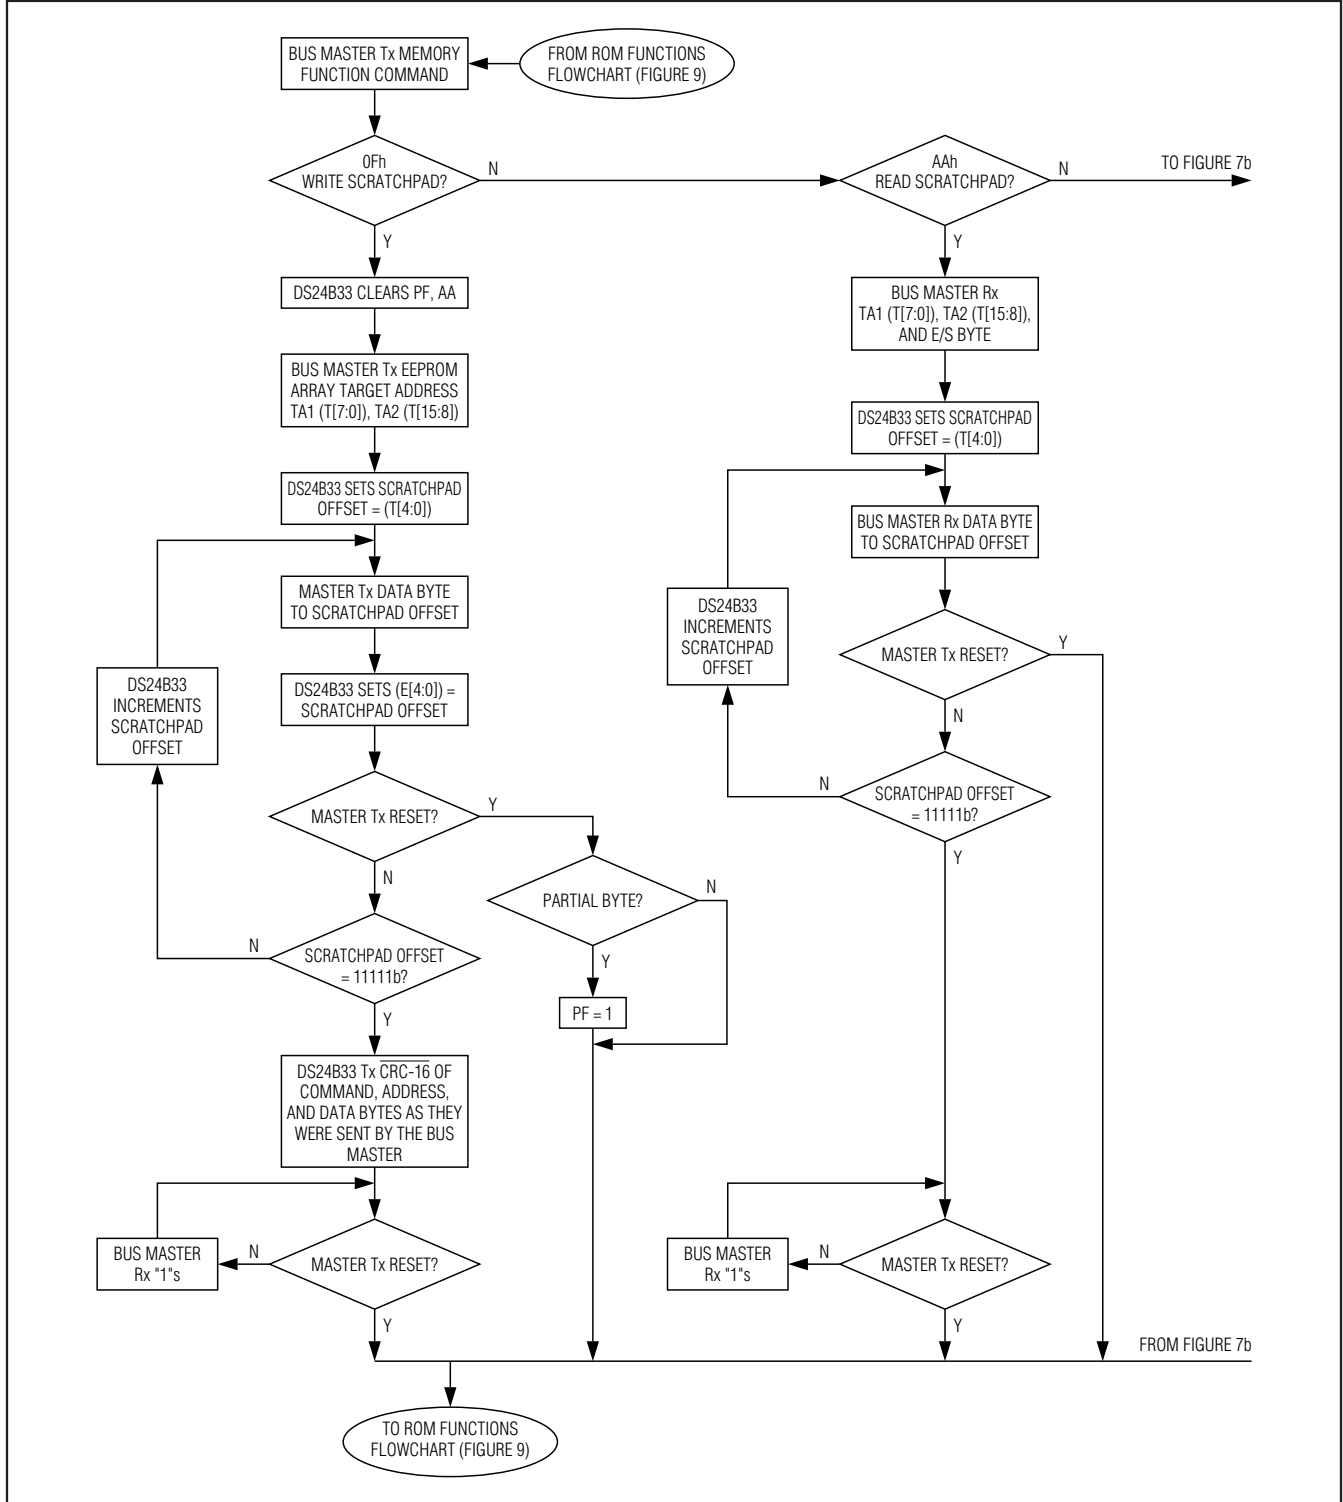 BUS MASTER Tx MEMORY
FUNCTION COMMAND
FROM ROM FUNCTIONS
FLOWCHART (FIGURE 9)
0Fh
WRITE SCRATCHPAD?
N
Y
AAh
READ SCRATCHPAD?
N
TO FIGURE 7b
Y
DS24B33 CLEARS PF, AA
BUS MASTER Tx EEPROM
ARRAY TARGET ADDRESS
TA1 (T[7:0]), TA2 (T[15:8])
DS24B33 SETS SCRATCHPAD
OFFSET = (T[4:0])
MASTER Tx DATA BYTE
TO SCRATCHPAD OFFSET
DS24B33 SETS (E[4:0]) =
SCRATCHPAD OFFSET
DS24B33
INCREMENTS
SCRATCHPAD
OFFSET
MASTER Tx RESET?
Y
N
PARTIAL BYTE?
N
Y
PF = 1
SCRATCHPAD OFFSET
= 11111b?
N
Y
DS24B33 Tx CRC-16 OF
COMMAND, ADDRESS,
AND DATA BYTES AS THEY
WERE SENT BY THE BUS
MASTER
MASTER Tx RESET?
N
BUS MASTER
Rx "1"s
Y
BUS MASTER Rx
TA1 (T[7:0]), TA2 (T[15:8]),
AND E/S BYTE
DS24B33 SETS SCRATCHPAD
OFFSET = (T[4:0])
BUS MASTER Rx DATA BYTE
TO SCRATCHPAD OFFSET
DS24B33
INCREMENTS
SCRATCHPAD
OFFSET
MASTER Tx RESET?
Y
N
SCRATCHPAD OFFSET
= 11111b?
N
Y
MASTER Tx RESET?
N
BUS MASTER
Rx "1"s
Y
FROM FIGURE 7b
TO ROM FUNCTIONS
FLOWCHART (FIGURE 9)